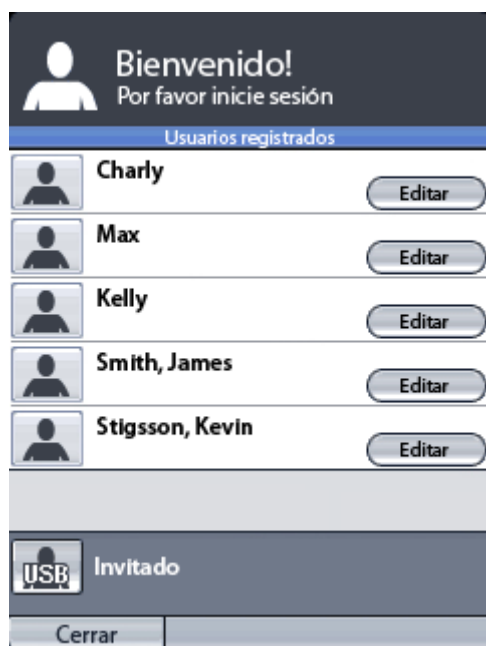 Bienvenido!
Por favor inicie sesión
Usuarios registrados
Charly
Editar
Max
Editar
Kelly
Editar
Smith, James
Editar
Stigsson, Kevin
Editar
USB
Invitado
Cerrar